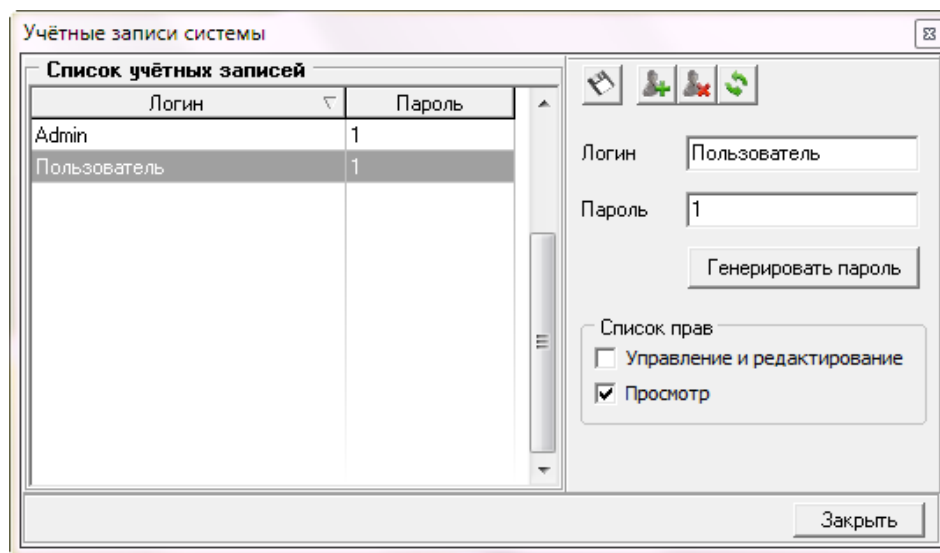 Учётные записи системы
Список учётных записей
Логин Пароль
Admin 1
Пользователь 1
Логин Пользователь
Пароль 1
Генерировать пароль
Список прав
Управление и редактирование
Просмотр
Закрыть